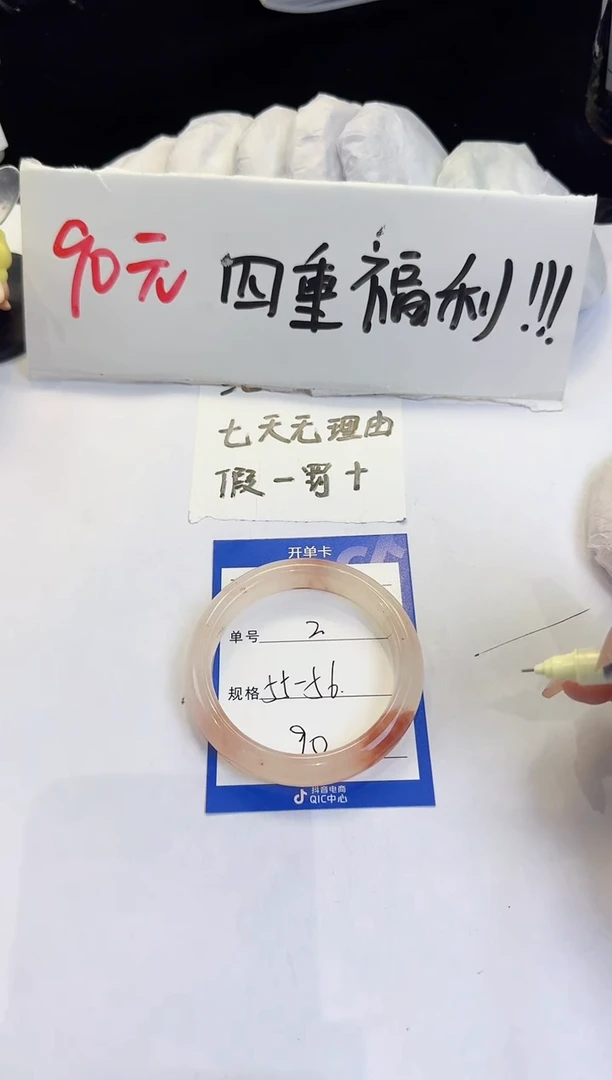 90元 四重福利!!!
七天无理由
假一罚十
开单卡
单号 2
规格 55-56.
90
抖音电商
QIC中心